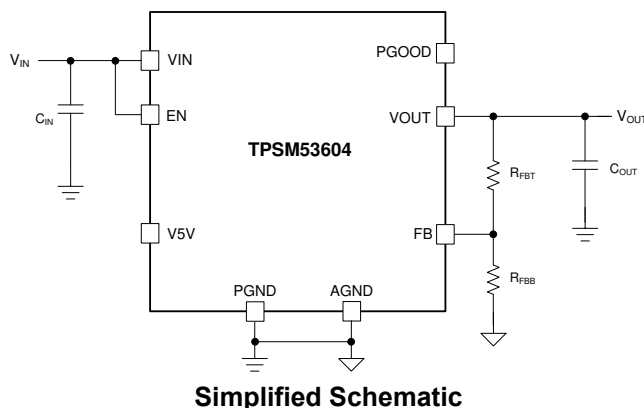 V_IN
VIN
PGOOD
C_IN
EN
VOUT
V_OUT
TPSM53604
R_FBT
C_OUT
V5V
FB
PGND
AGND
R_FBB
Simplified Schematic